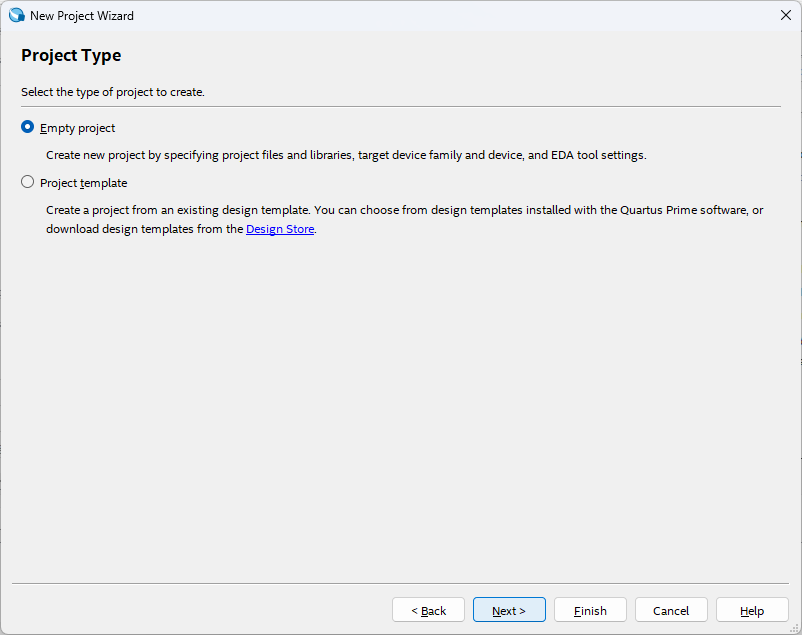 New Project Wizard
Project Type
Select the type of project to create.
Empty project
Create new project by specifying project files and libraries, target device family and device, and EDA tool settings.
Project template
Create a project from an existing design template. You can choose from design templates installed with the Quartus Prime software, or
download design templates from the Design Store.
< Back Next > Finish Cancel Help